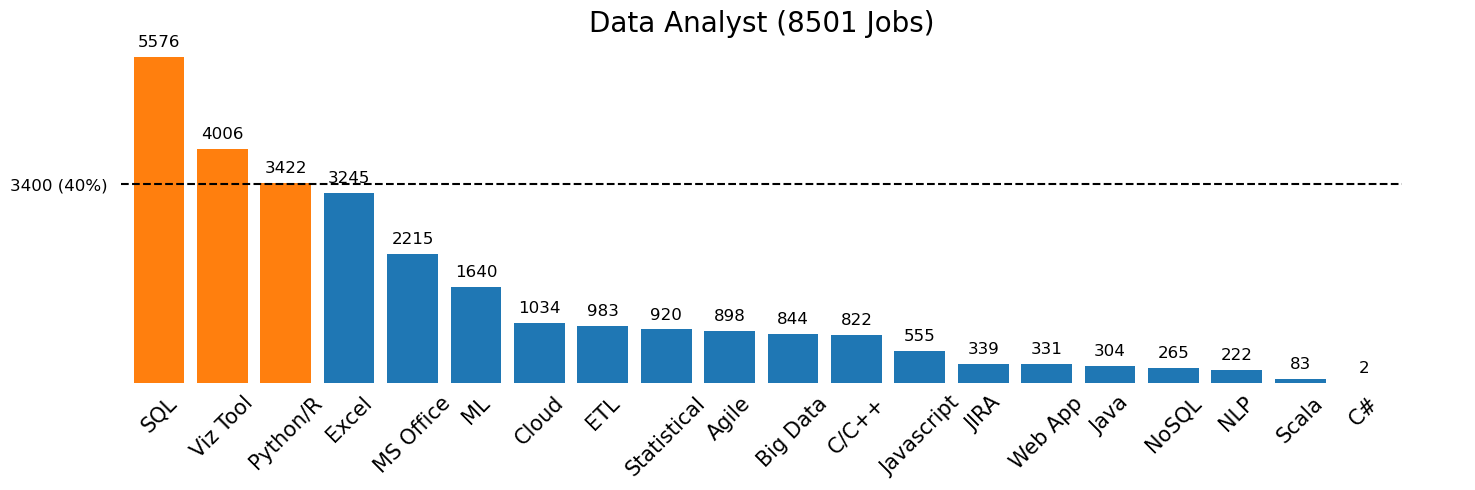 Data Analyst (8501 Jobs)
5576
4006
3422
3245
2215
1640
1034
983
920
898
844
822
555
339
331
304
265
222
83
2
3400 (40%)
SQL
Viz Tool
Python/R
Excel
MS Office
ML
Cloud
ETL
Statistical
Agile
Big Data
C/C++
Javascript
JIRA
Web App
Java
NoSQL
NLP
Scala
C#